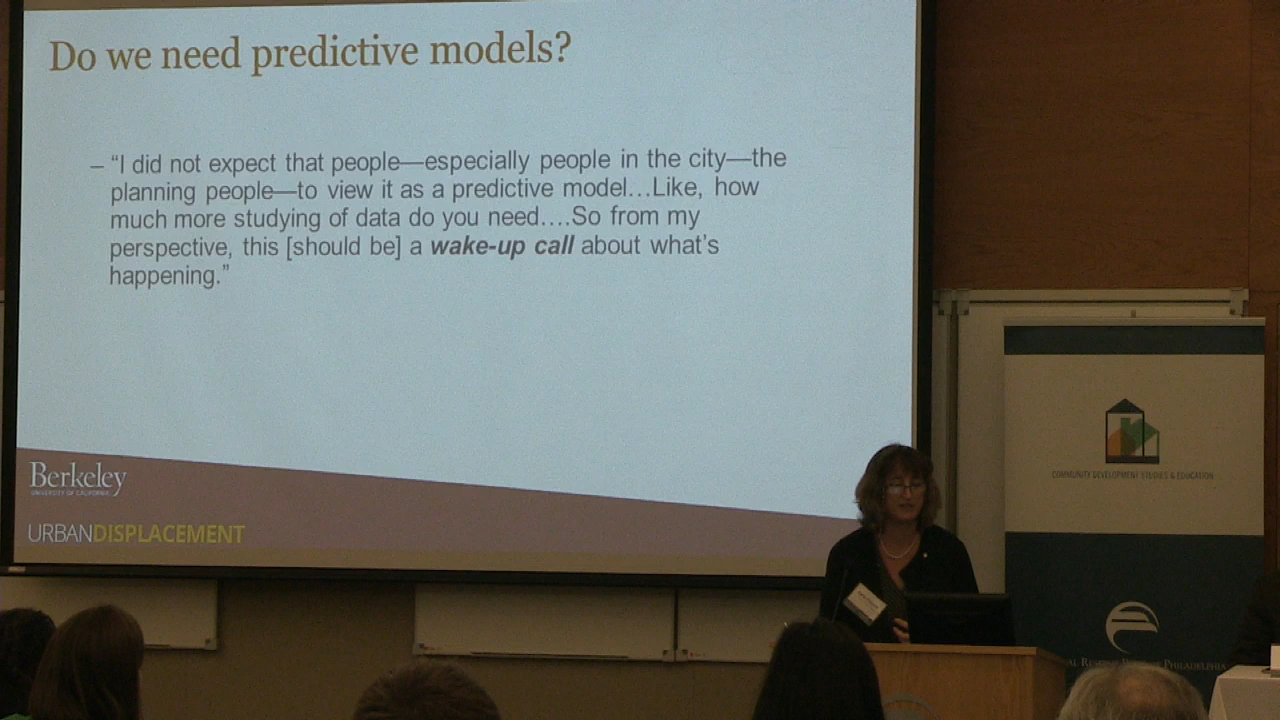 Do we need predictive models?
– “I did not expect that people—especially people in the city—the
planning people—to view it as a predictive model…Like, how
much more studying of data do you need….So from my
perspective, this [should be] a wake-up call about what’s
happening.”
Berkeley
UNIVERSITY OF CALIFORNIA
URBANDISPLACEMENT
COMMUNITY DEVELOPMENT STUDIES & EDUCATION
PHILADELPHIA